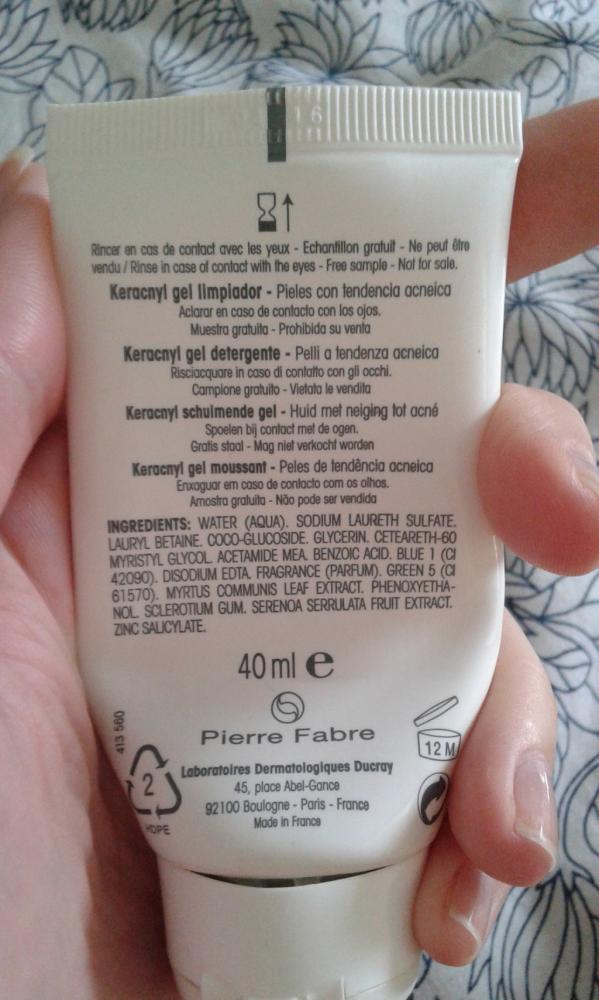 16
Rincer en cas de contact avec les yeux - Echantillon gratuit - Ne peut être
vendu / Rinse in case of contact with the eyes - Free sample - Not for sale.
Keracnyl gel limpiador - Pieles con tendencia acneica
Aclarar en caso de contacto con los ojos.
Muestra gratuita - Prohibida su venta
Keracnyl gel detergente - Pelli a tendenza acneica
Risciacquare in caso di contatto con gli occhi.
Campione gratuito - Vietata le vendita
Keracnyl schuimende gel - Huid met neiging tot acné
Spoelen bij contact met de ogen.
Gratis staal - Mag niet verkocht worden
Keracnyl gel moussant - Peles de tendência acneica
Enxaguar em caso de contacto com os olhos.
Amostra gratuita - Não pode ser vendida
INGREDIENTS: WATER (AQUA). SODIUM LAURETH SULFATE.
LAURYL BETAINE. COCO-GLUCOSIDE. GLYCERIN. CETEARETH-60
MYRISTYL GLYCOL. ACETAMIDE MEA. BENZOIC ACID. BLUE 1 (CI
42090). DISODIUM EDTA. FRAGRANCE (PARFUM). GREEN 5 (CI
61570). MYRTUS COMMUNIS LEAF EXTRACT. PHENOXYETHA-
NOL. SCLEROTIUM GUM. SERENOA SERRULATA FRUIT EXTRACT.
ZINC SALICYLATE.
40 ml e
Pierre Fabre
413 560
12 M
2
HDPE
Laboratoires Dermatologiques Ducray
45, place Abel-Gance
92100 Boulogne - Paris - France
Made in France